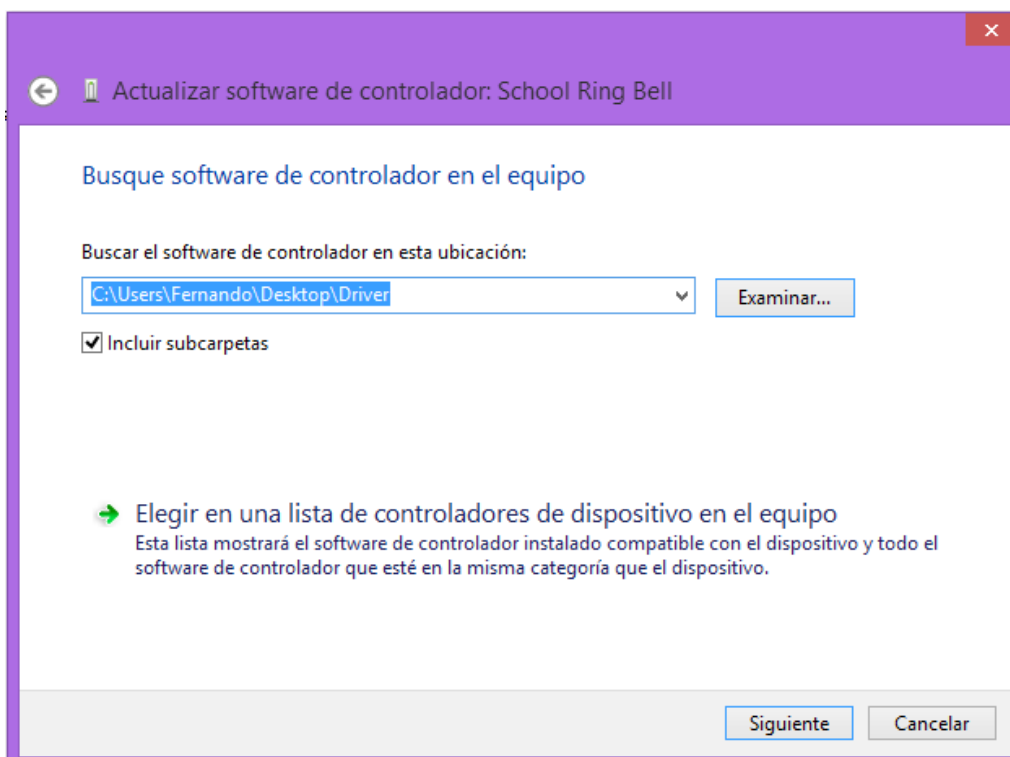 Actualizar software de controlador: School Ring Bell
Busque software de controlador en el equipo
Buscar el software de controlador en esta ubicación:
C:\Users\Fernando\Desktop\Driver
Examinar...
Incluir subcarpetas
Elegir en una lista de controladores de dispositivo en el equipo
Esta lista mostrará el software de controlador instalado compatible con el dispositivo y todo el
software de controlador que esté en la misma categoría que el dispositivo.
Siguiente
Cancelar